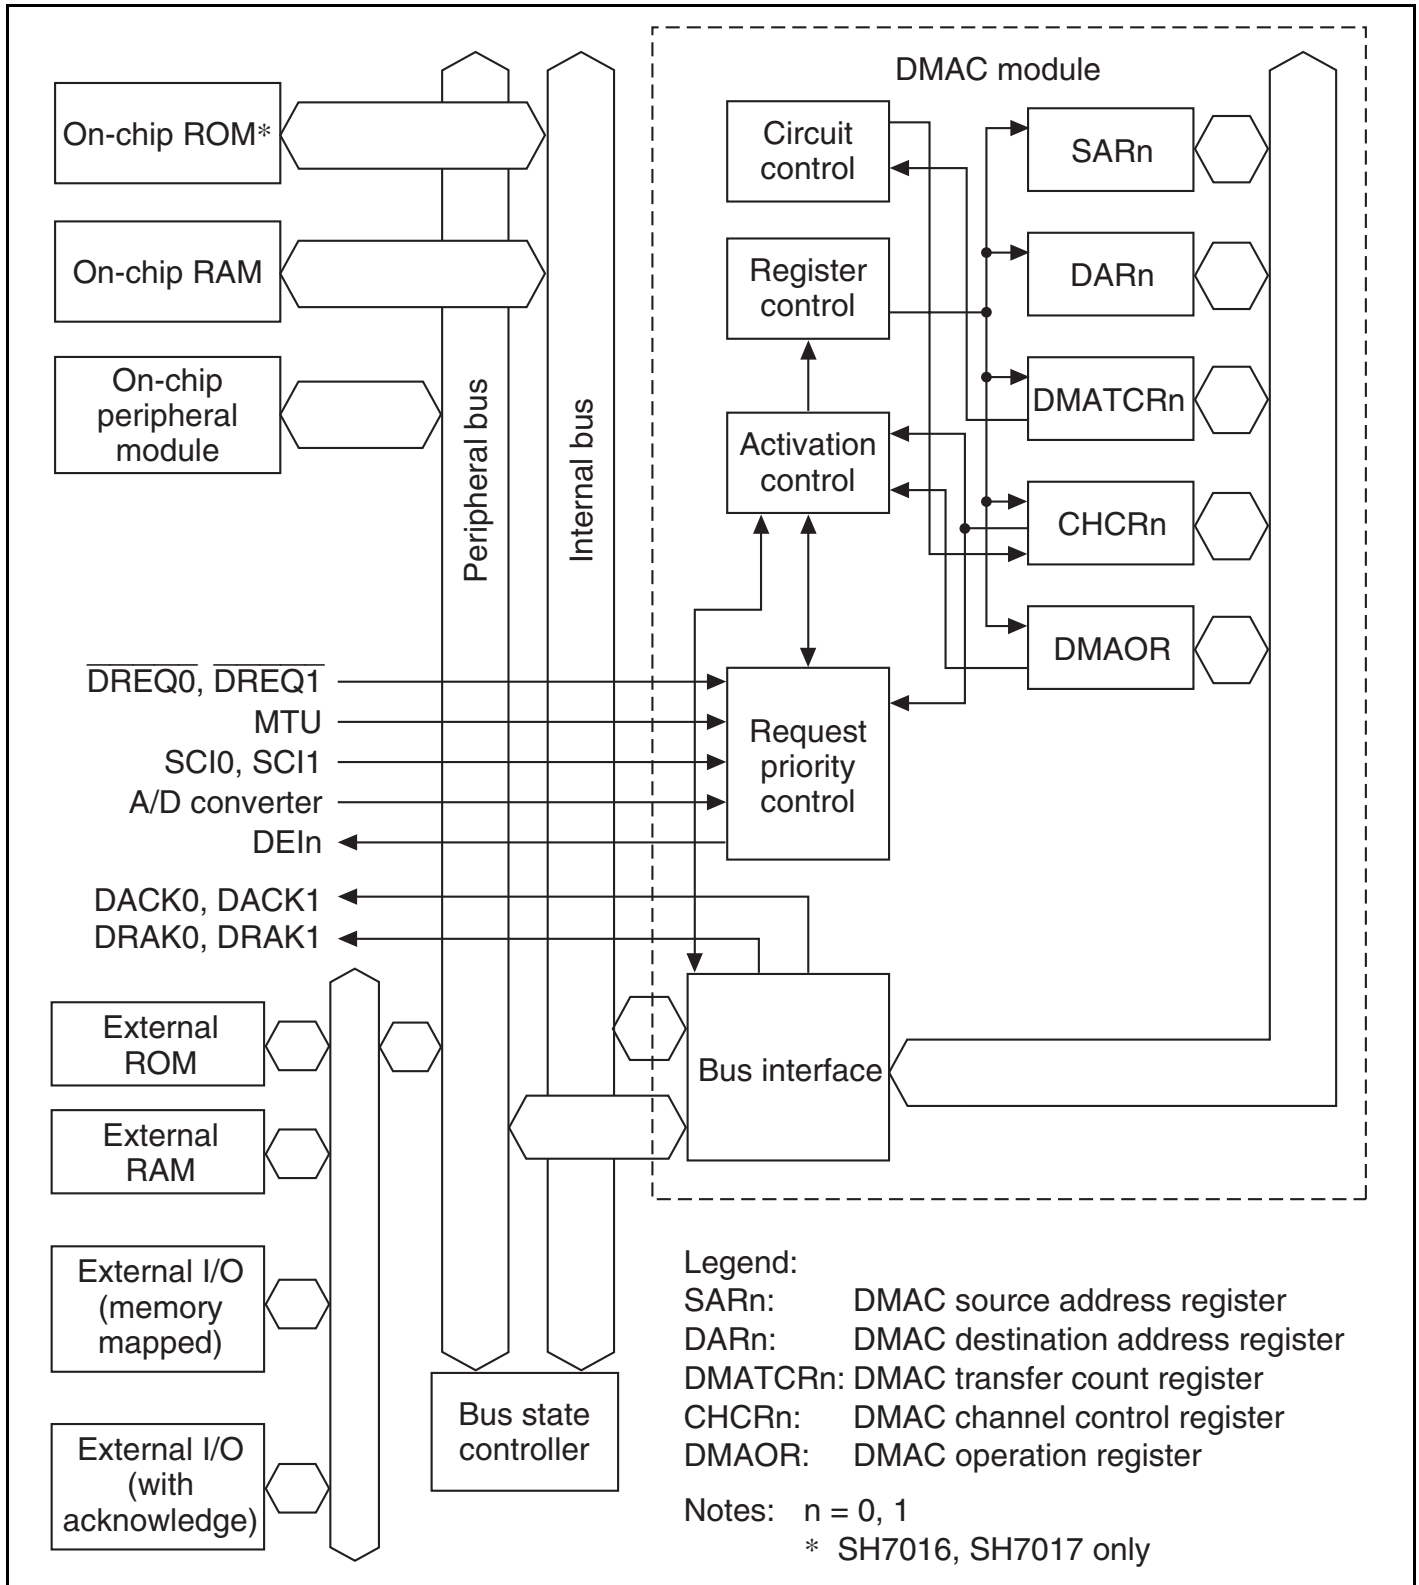 DMAC module
On-chip ROM*
Circuit
control
SARn
On-chip RAM
Register
control
DARn
On-chip
peripheral
module
Peripheral bus
Internal bus
DMATCRn
Activation
control
CHCRn
DMAOR
DREQ0, DREQ1
MTU
SCI0, SCI1
A/D converter
DEIn
Request
priority
control
DACK0, DACK1
DRAK0, DRAK1
External
ROM
Bus interface
External
RAM
External I/O
(memory
mapped)
External I/O
(with
acknowledge)
Bus state
controller
Legend:
SARn: DMAC source address register
DARn: DMAC destination address register
DMATCRn: DMAC transfer count register
CHCRn: DMAC channel control register
DMAOR: DMAC operation register
Notes: n = 0, 1
* SH7016, SH7017 only